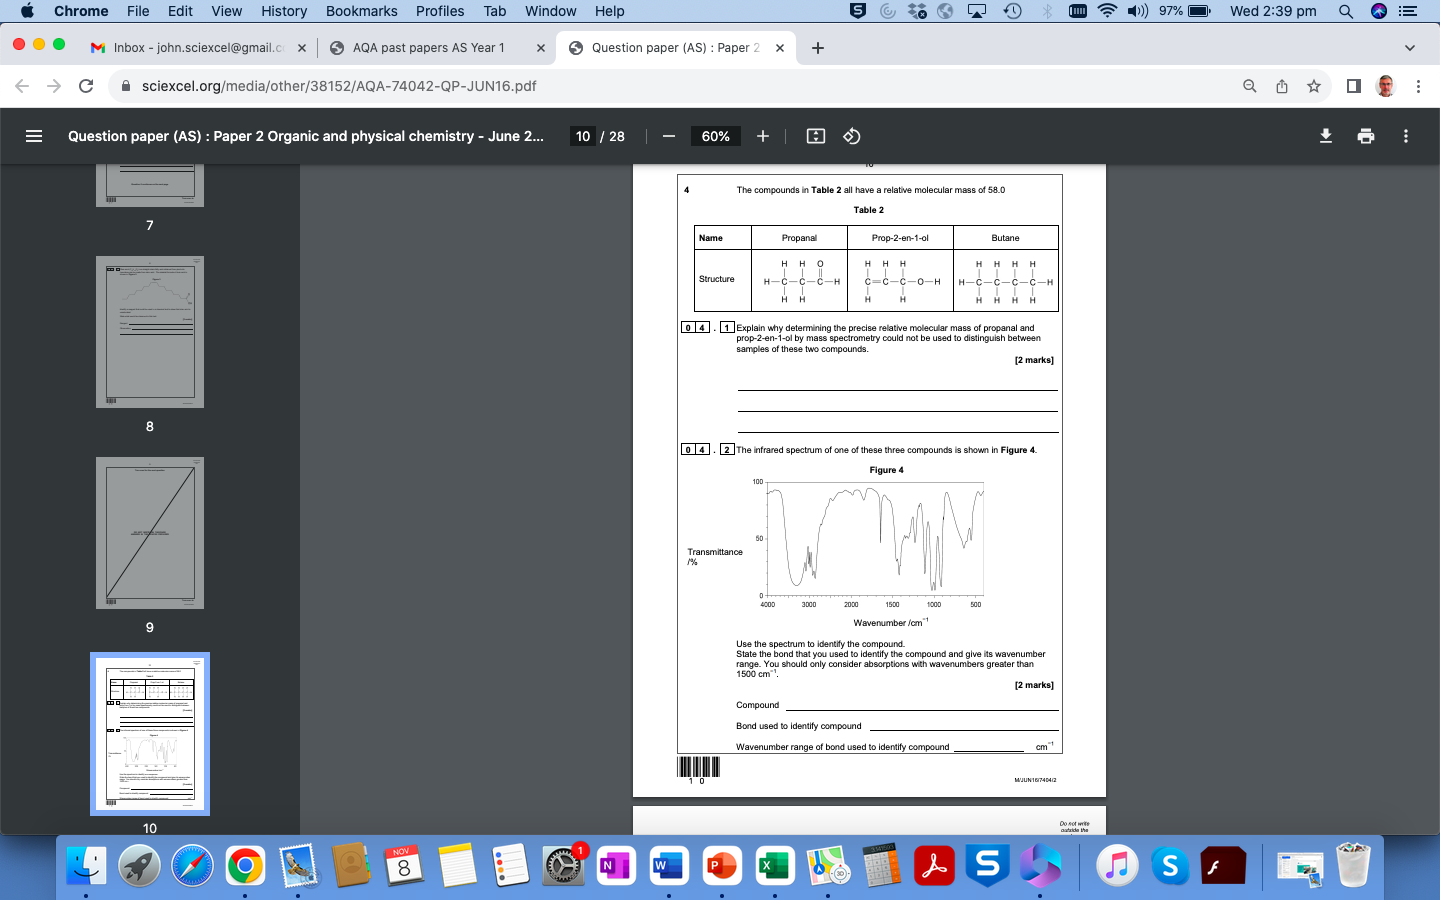 Chrome File Edit View History Bookmarks Profiles Tab Window Help 97% Wed 2:39 pm
Inbox - john.sciexcel@gmail.c
AQA past papers AS Year 1
Question paper (AS) : Paper 2
sciexcel.org/media/other/38152/AQA-74042-QP-JUN16.pdf
Question paper (AS) : Paper 2 Organic and physical chemistry - June 2... 10 / 28 60%
7
8
9
10
10
4 The compounds in Table 2 all have a relative molecular mass of 58.0
Table 2
Name Propanal Prop-2-en-1-ol Butane
Structure
H H O
H—C—C—C—H
H H
H H H
C=C—C—O—H
H H
H H H H
H—C—C—C—C—H
H H H H
0 4 . 1 Explain why determining the precise relative molecular mass of propanal and
prop-2-en-1-ol by mass spectrometry could not be used to distinguish between
samples of these two compounds.
[2 marks]
0 4 . 2 The infrared spectrum of one of these three compounds is shown in Figure 4.
Figure 4
100
50
0
Transmittance
/%
4000 3000 2000 1500 1000 500
Wavenumber /cm⁻¹
Use the spectrum to identify the compound.
State the bond that you used to identify the compound and give its wavenumber
range. You should only consider absorptions with wavenumbers greater than
1500 cm⁻¹.
[2 marks]
Compound
Bond used to identify compound
Wavenumber range of bond used to identify compound cm⁻¹
1 0
M/JUN16/7404/2
Do not write
outside the
NOV
8
1